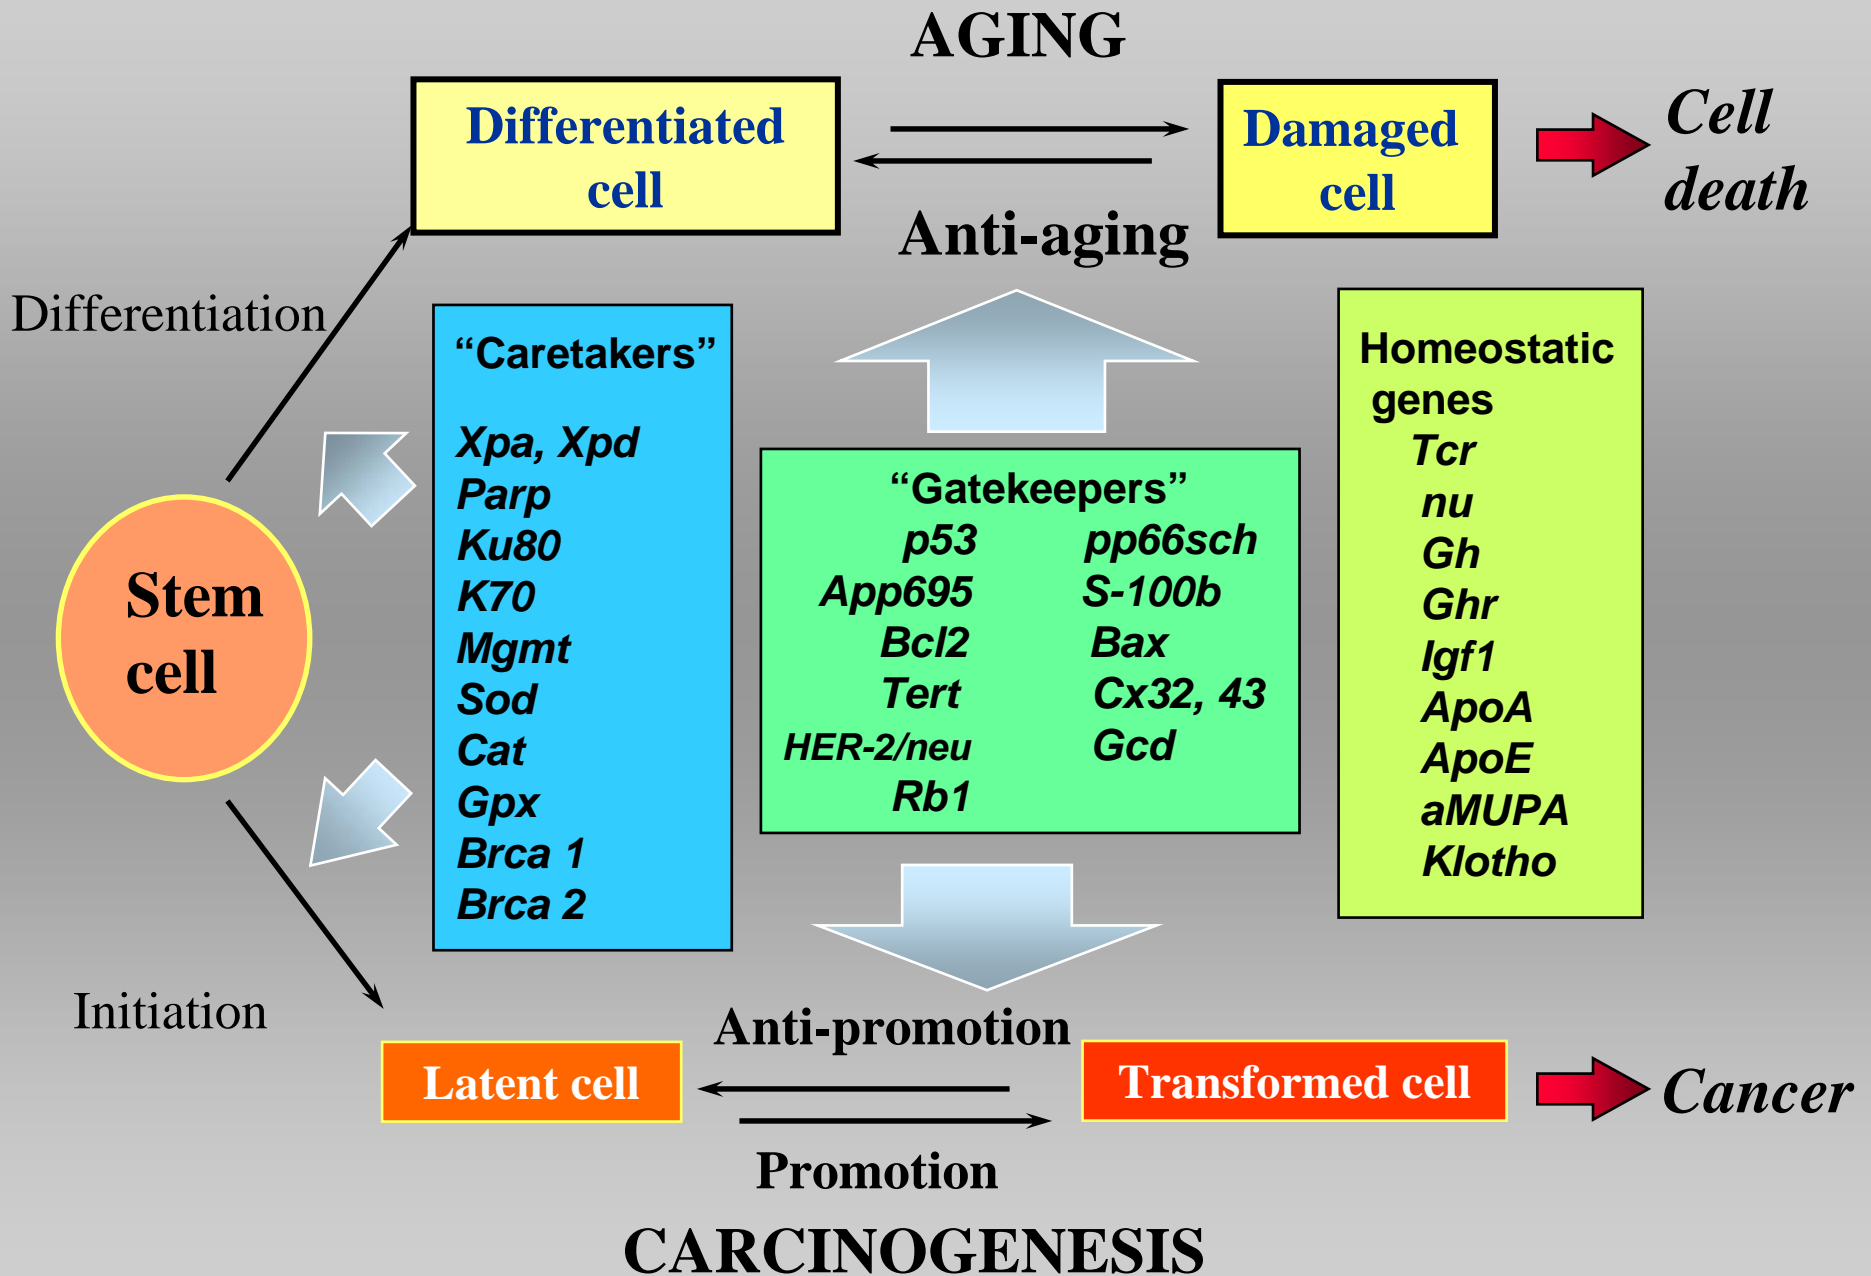 AGING
Differentiated
cell
Damaged
cell
Cell
death
Anti-aging
Differentiation
Stem
cell
Initiation
“Caretakers”
Xpa, Xpd
Parp
Ku80
K70
Mgmt
Sod
Cat
Gpx
Brca 1
Brca 2
“Gatekeepers”
p53 pp66sch
App695 S-100b
Bcl2 Bax
Tert Cx32, 43
HER-2/neu Gcd
Rb1
Homeostatic
genes
Tcr
nu
Gh
Ghr
Igf1
ApoA
ApoE
aMUPA
Klotho
Anti-promotion
Latent cell
Transformed cell
Cancer
Promotion
CARCINOGENESIS